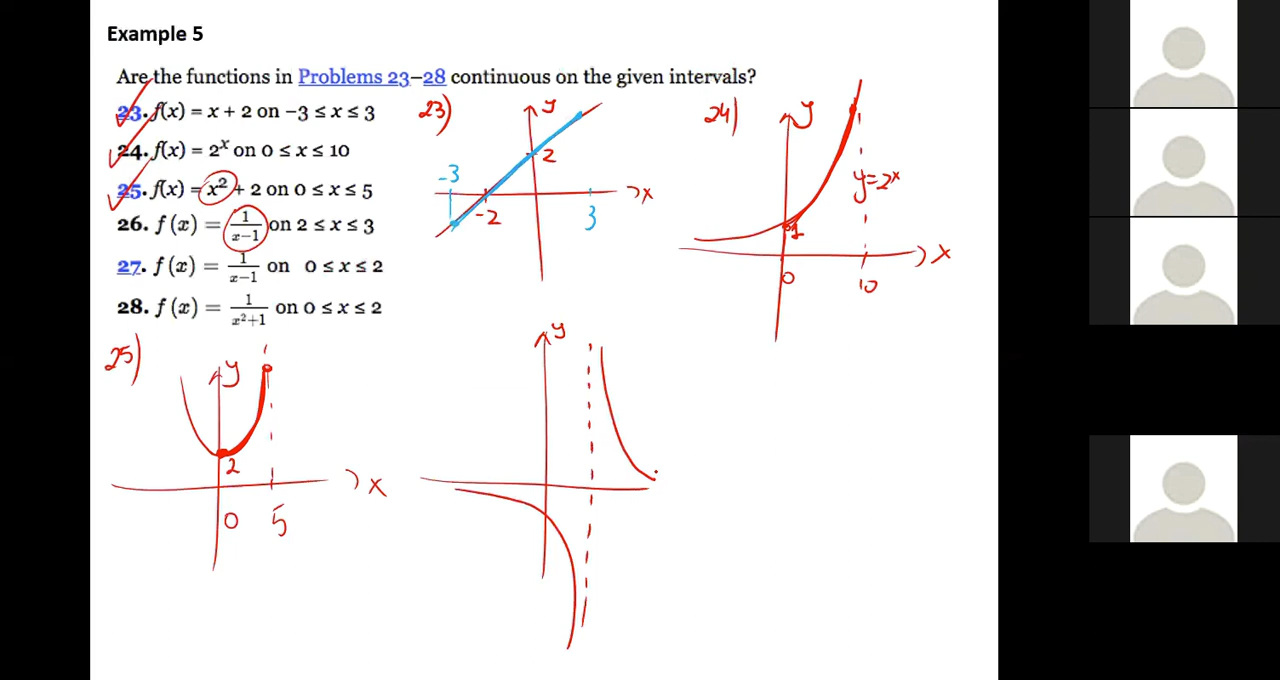 Example 5
Are the functions in Problems 23–28 continuous on the given intervals?
23. f(x) = x + 2 on −3 ≤ x ≤ 3
24. f(x) = 2ˣ on 0 ≤ x ≤ 10
25. f(x) = x² + 2 on 0 ≤ x ≤ 5
26. f (x) = 1/(x−1) on 2 ≤ x ≤ 3
27. f (x) = 1/(x−1) on 0 ≤ x ≤ 2
28. f (x) = 1/(x²+1) on 0 ≤ x ≤ 2
23)
y
2
-3
x
-2
3
24)
y
y=2ˣ
1
x
0
10
25)
y
2
x
0
5
y